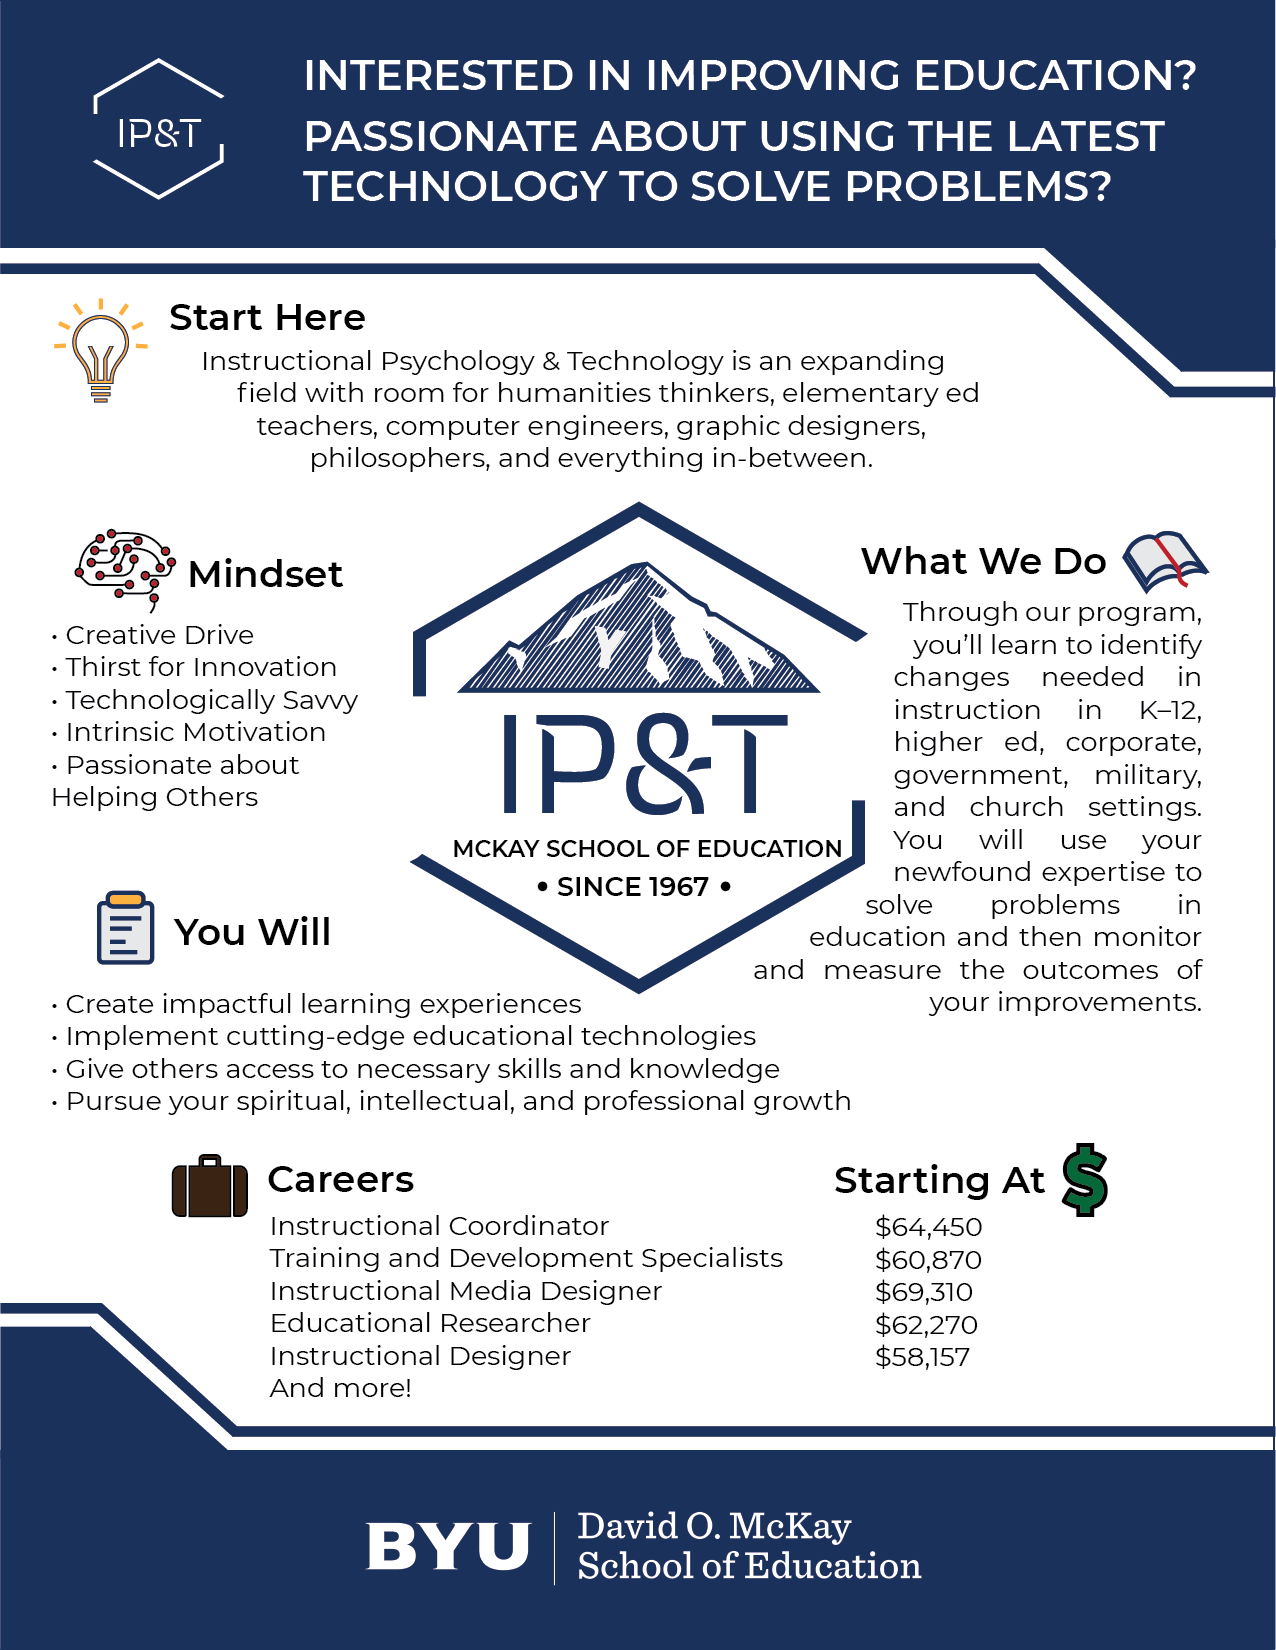 IP&T
INTERESTED IN IMPROVING EDUCATION?
PASSIONATE ABOUT USING THE LATEST
TECHNOLOGY TO SOLVE PROBLEMS?
Start Here
Instructional Psychology & Technology is an expanding
field with room for humanities thinkers, elementary ed
teachers, computer engineers, graphic designers,
philosophers, and everything in-between.
Mindset
• Creative Drive
• Thirst for Innovation
• Technologically Savvy
• Intrinsic Motivation
• Passionate about
Helping Others
Y
IP&T
MCKAY SCHOOL OF EDUCATION
• SINCE 1967 •
What We Do
Through our program,
you’ll learn to identify
changes needed in
instruction in K–12,
higher ed, corporate,
government, military,
and church settings.
You will use your
newfound expertise to
solve problems in
education and then monitor
and measure the outcomes of
your improvements.
You Will
• Create impactful learning experiences
• Implement cutting-edge educational technologies
• Give others access to necessary skills and knowledge
• Pursue your spiritual, intellectual, and professional growth
Careers
Starting At $
Instructional Coordinator $64,450
Training and Development Specialists $60,870
Instructional Media Designer $69,310
Educational Researcher $62,270
Instructional Designer $58,157
And more!
BYU
David O. McKay
School of Education